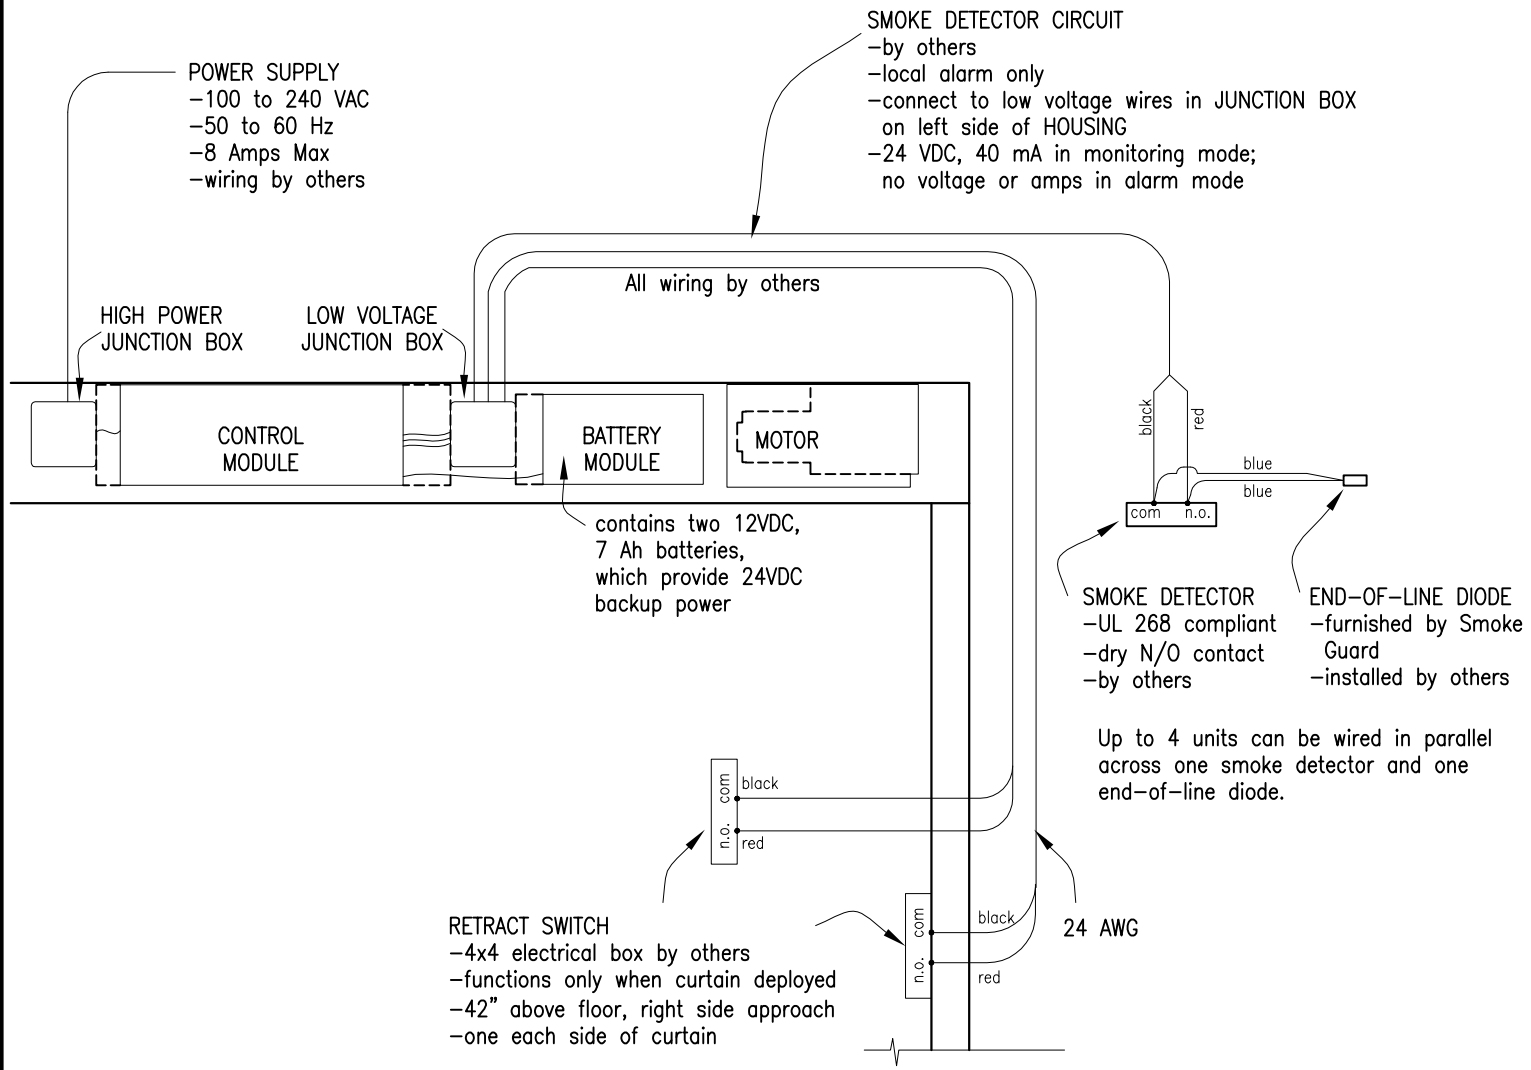 SMOKE DETECTOR CIRCUIT
-by others
-local alarm only
-connect to low voltage wires in JUNCTION BOX
on left side of HOUSING
-24 VDC, 40 mA in monitoring mode;
no voltage or amps in alarm mode
POWER SUPPLY
-100 to 240 VAC
-50 to 60 Hz
-8 Amps Max
-wiring by others
All wiring by others
HIGH POWER
JUNCTION BOX
LOW VOLTAGE
JUNCTION BOX
CONTROL
MODULE
BATTERY
MODULE
MOTOR
black
red
blue
blue
com
n.o.
contains two 12VDC,
7 Ah batteries,
which provide 24VDC
backup power
SMOKE DETECTOR
-UL 268 compliant
-dry N/O contact
-by others
END-OF-LINE DIODE
-furnished by Smoke
Guard
-installed by others
Up to 4 units can be wired in parallel
across one smoke detector and one
end-of-line diode.
com
n.o.
black
red
com
n.o.
black
red
24 AWG
RETRACT SWITCH
-4x4 electrical box by others
-functions only when curtain deployed
-42" above floor, right side approach
-one each side of curtain